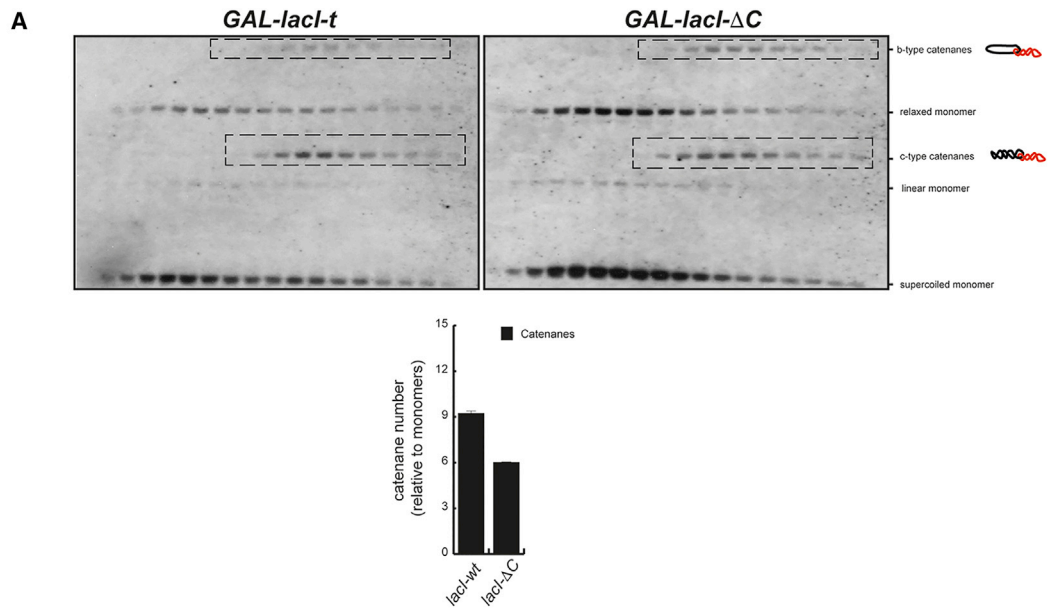 A
GAL-lacI-t
GAL-lacI-ΔC
b-type catenanes
relaxed monomer
c-type catenanes
linear monomer
supercoiled monomer
15
12
9
6
3
0
catenane number
(relative to monomers)
Catenanes
lacI-wt
lacI-ΔC